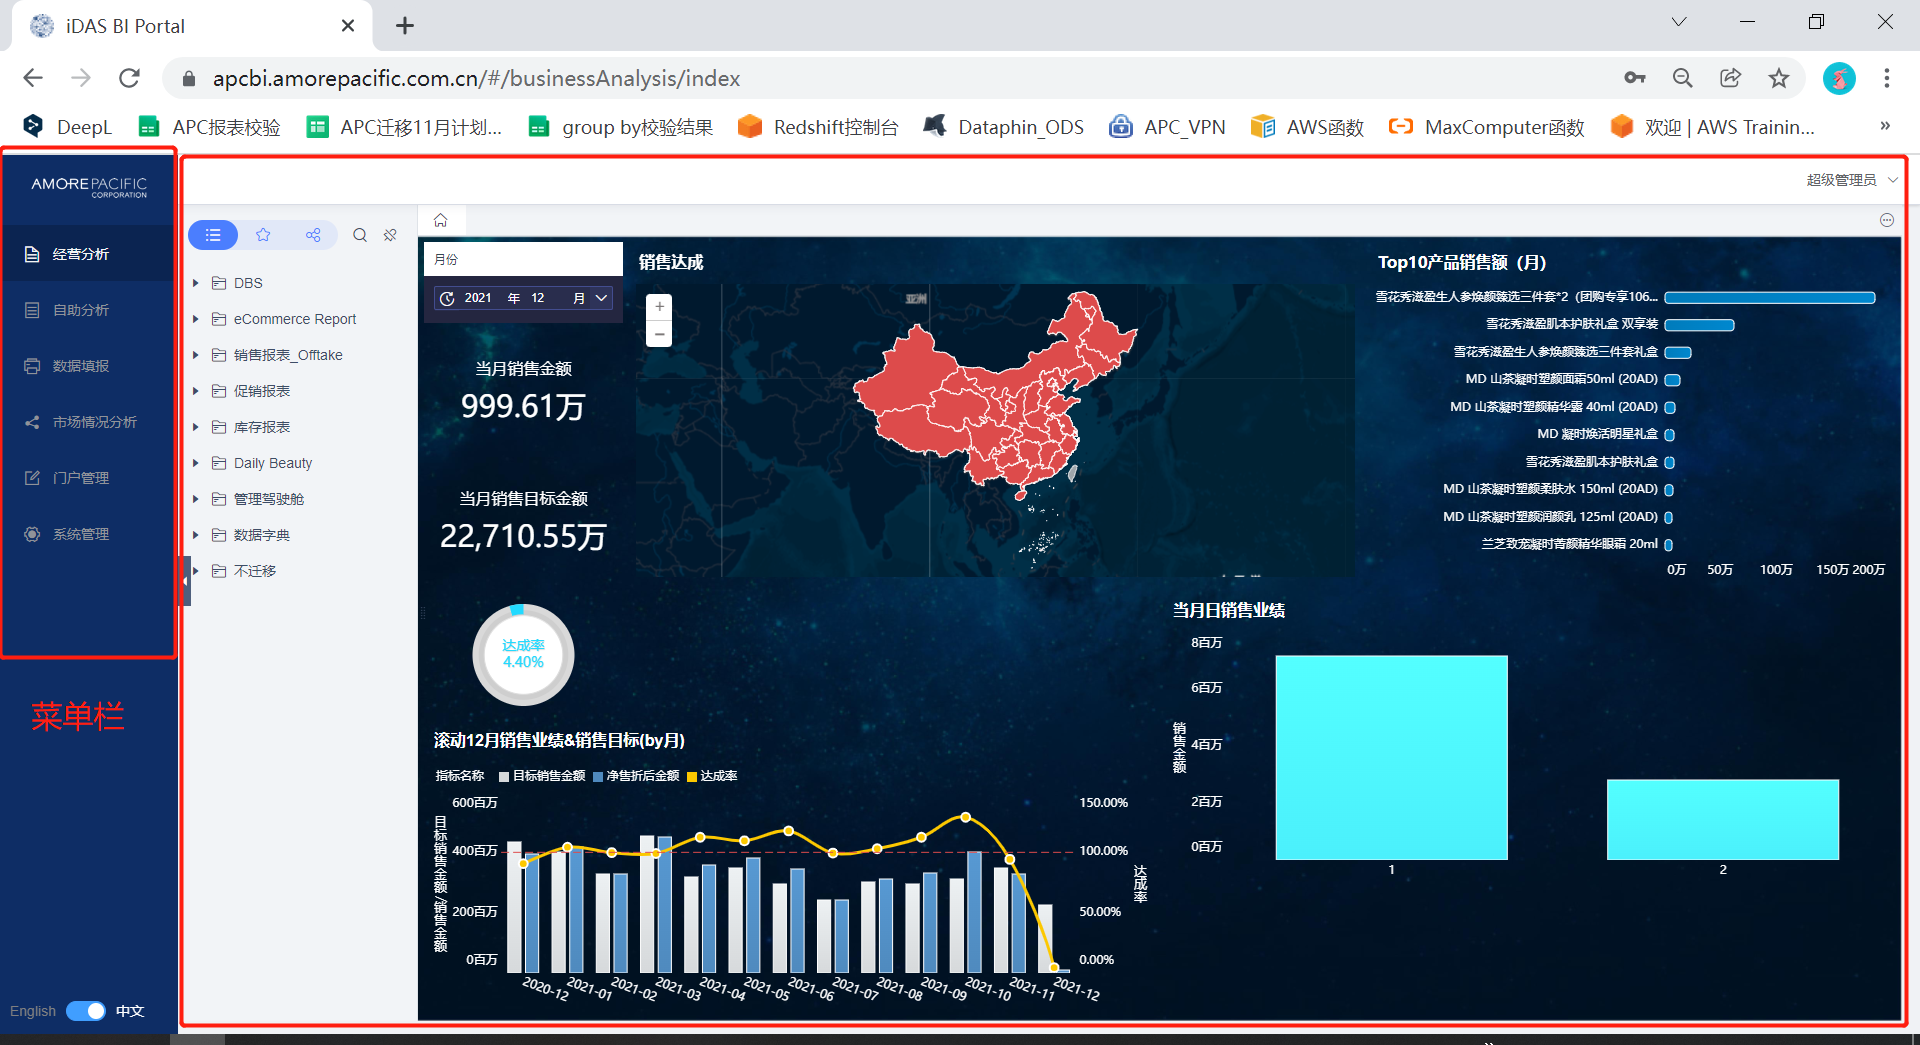 iDAS BI Portal
apcbi.amorepacific.com.cn/#/businessAnalysis/index
DeepL
APC报表校验
APC迁移11月计划...
group by校验结果
Redshift控制台
Dataphin_ODS
APC_VPN
AWS函数
MaxComputer函数
欢迎 | AWS Trainin...
»
AMOREPACIFIC
CORPORATION
超级管理员
经营分析
自助分析
数据填报
市场情况分析
门户管理
系统管理
菜单栏
English
中文
DBS
eCommerce Report
销售报表_Offtake
促销报表
库存报表
Daily Beauty
管理驾驶舱
数据字典
不迁移
月份
2021 年 12 月
当月销售金额
999.61万
当月销售目标金额
22,710.55万
达成率
4.40%
销售达成
+
−
亚洲
Top10产品销售额（月）
雪花秀滋盈生人参焕颜臻选三件套*2（团购专享106...
雪花秀滋盈肌本护肤礼盒 双享装
雪花秀滋盈生人参焕颜臻选三件套礼盒
MD 山茶凝时塑颜面霜50ml (20AD)
MD 山茶凝时塑颜精华露 40ml (20AD)
MD 凝时焕活明星礼盒
雪花秀滋盈肌本护肤礼盒
MD 山茶凝时塑颜柔肤水 150ml (20AD)
MD 山茶凝时塑颜润颜乳 125ml (20AD)
兰芝致宠凝时菁颜精华眼霜 20ml
0万 50万 100万 150万 200万
滚动12月销售业绩&销售目标(by月)
指标名称 目标销售金额 净售折后金额 达成率
目标销售金额/销售金额
600百万
400百万
200百万
0百万
150.00%
100.00%
50.00%
0.00%
达成率
2020-12 2021-01 2021-02 2021-03 2021-04 2021-05 2021-06 2021-07 2021-08 2021-09 2021-10 2021-11 2021-12
当月日销售业绩
销售金额
8百万
6百万
4百万
2百万
0百万
1 2